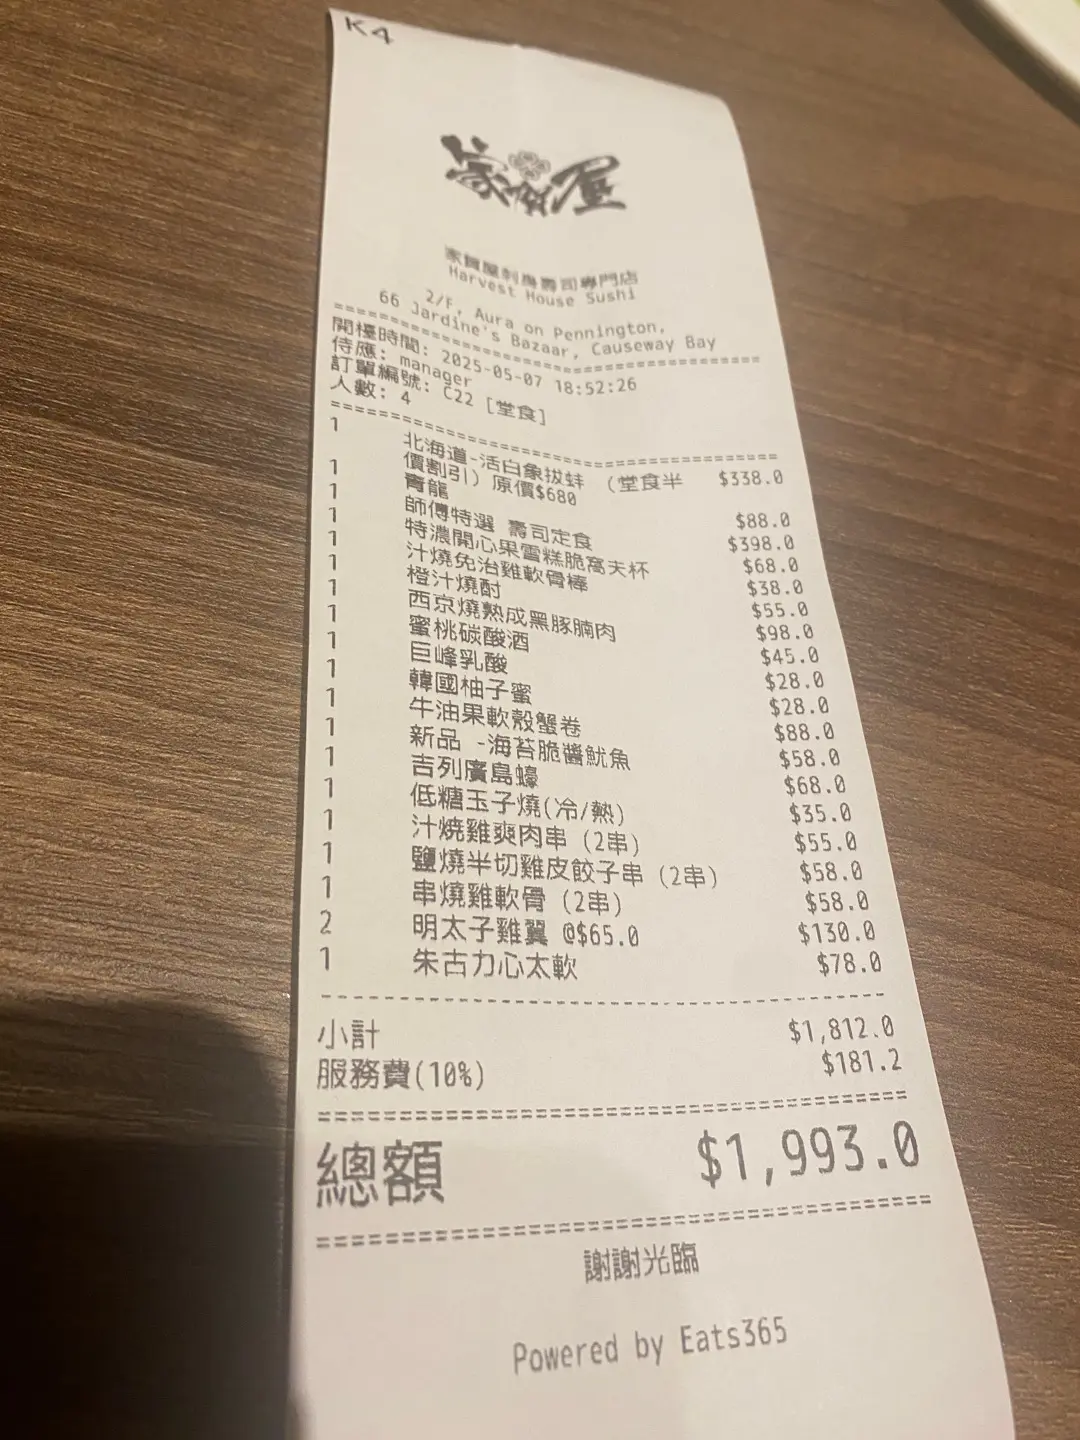 K4
家嶼屋刺身壽司專門店
Harvest House Sushi
2/F, Aura on Pennington,
66 Jardine's Bazaar, Causeway Bay
開檯時間: 2025-05-07 18:52:26
侍應: manager
訂單編號: C22 [堂食]
人數: 4
1 北海道-活白象拔蚌 (堂食半 $338.0
價割引) 原價$680
1 青龍 $88.0
1 師傅特選 壽司定食 $398.0
1 特濃開心果雪糕脆窩夫杯 $68.0
1 汁燒免治雞軟骨棒 $38.0
1 橙汁燒酎 $55.0
1 西京燒熟成黑豚腩肉 $98.0
1 蜜桃碳酸酒 $45.0
1 巨峰乳酸 $28.0
1 韓國柚子蜜 $28.0
1 牛油果軟殼蟹卷 $88.0
1 新品 -海苔脆醬魷魚 $58.0
1 吉列廣島蠔 $68.0
1 低糖玉子燒(冷/熱) $35.0
1 汁燒雞爽肉串 (2串) $55.0
1 鹽燒半切雞皮餃子串 (2串) $58.0
1 串燒雞軟骨 (2串) $58.0
2 明太子雞翼 @$65.0 $130.0
1 朱古力心太軟 $78.0
小計 $1,812.0
服務費(10%) $181.2
總額 $1,993.0
謝謝光臨
Powered by Eats365